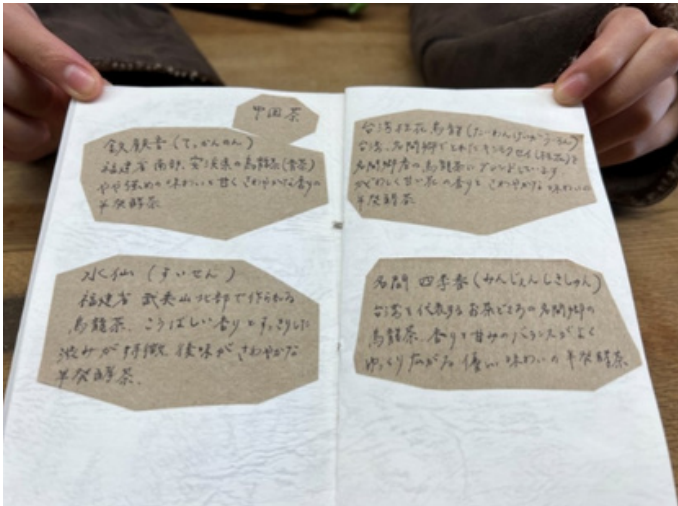 中国茶
鉄観音(てっかんのん)
福建省南部、安渓県の烏龍茶(青茶)
やや強めの味わいと甘くさわやかな香りの
半発酵茶
水仙(すいせん)
福建省 武夷山北部で作られる
烏龍茶、こうばしい香りとすっきりした
渋みが特徴、後味がさわやかな
半発酵茶、
台湾桂花烏龍(たいわんけいかうーろん)
台湾、名間郷でとれたキンモクセイ(桂花)を
名間郷産の烏龍茶にブレンドしています
かぐわしく甘い花の香りとさわやかな味わいの
半発酵茶
名間 四季春(みんじぇんしきしゅん)
台湾を代表するお茶どころの名間郷の
烏龍茶、香りと甘みのバランスがよく
ゆっくりながめ 優しい味わいの半発酵茶